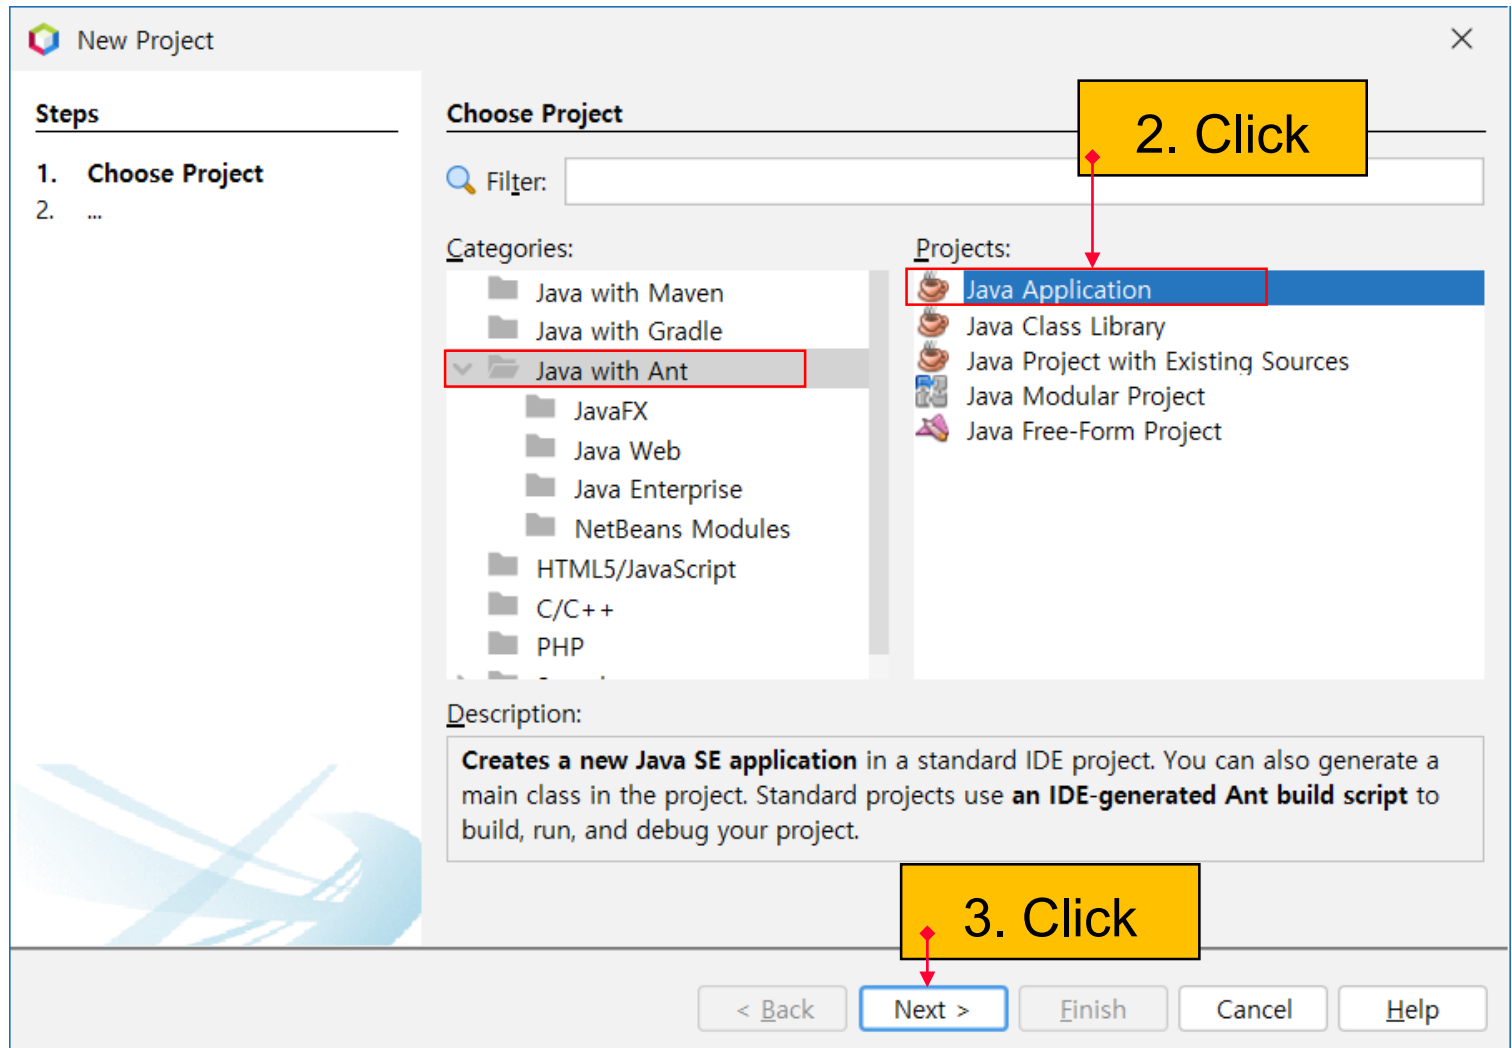 New Project
Steps
1. Choose Project
2. ...
Choose Project
2. Click
Filter:
Categories:
Java with Maven
Java with Gradle
Java with Ant
JavaFX
Java Web
Java Enterprise
NetBeans Modules
HTML5/JavaScript
C/C++
PHP
Projects:
Java Application
Java Class Library
Java Project with Existing Sources
Java Modular Project
Java Free-Form Project
Description:
Creates a new Java SE application in a standard IDE project. You can also generate a
main class in the project. Standard projects use an IDE-generated Ant build script to
build, run, and debug your project.
3. Click
< Back
Next >
Finish
Cancel
Help